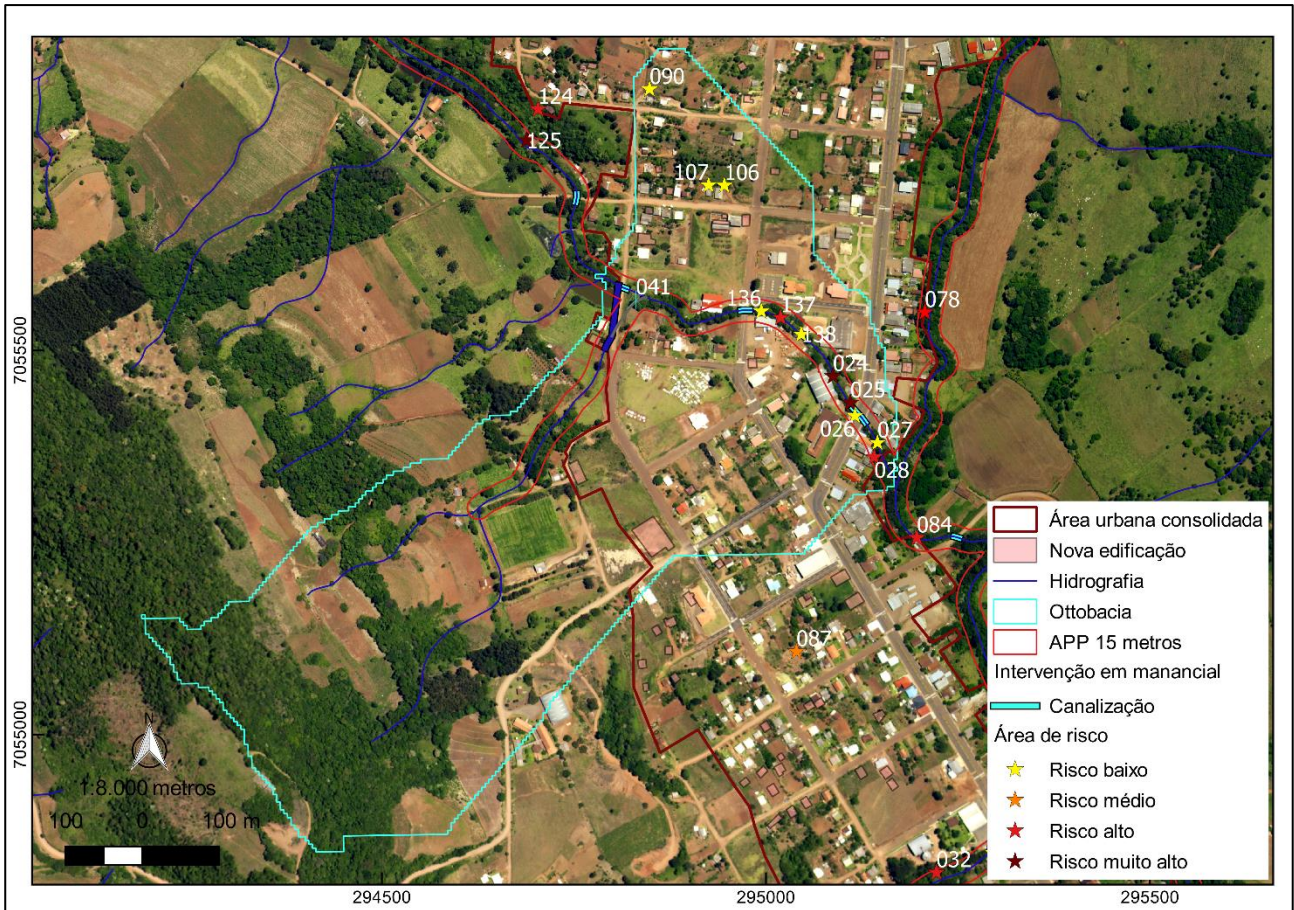 090
124
125
107 106
041
136
137
138
078
024
025
026
027
028
084
087
032
7055500
7055000
N
1:8.000 metros
100 0 100 m
294500 295000 295500
Área urbana consolidada
Nova edificação
Hidrografia
Ottobacia
APP 15 metros
Intervenção em manancial
Canalização
Área de risco
Risco baixo
Risco médio
Risco alto
Risco muito alto